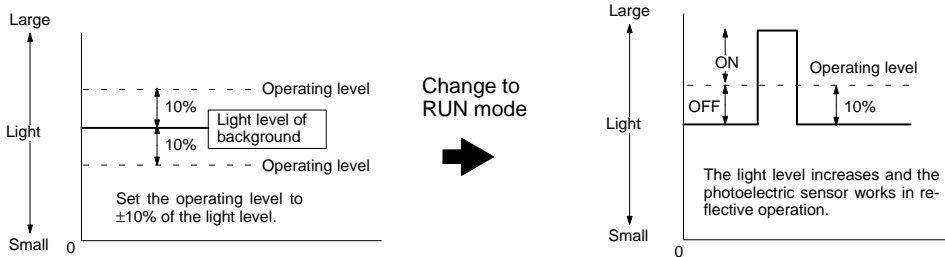 Large
Operating level
10%
Light level of
background
Light
10%
Operating level
Set the operating level to
±10% of the light level.
Small
0
Change to
RUN mode
Large
ON
Operating level
OFF
10%
Light
The light level increases and the
photoelectric sensor works in re-
flective operation.
Small
0